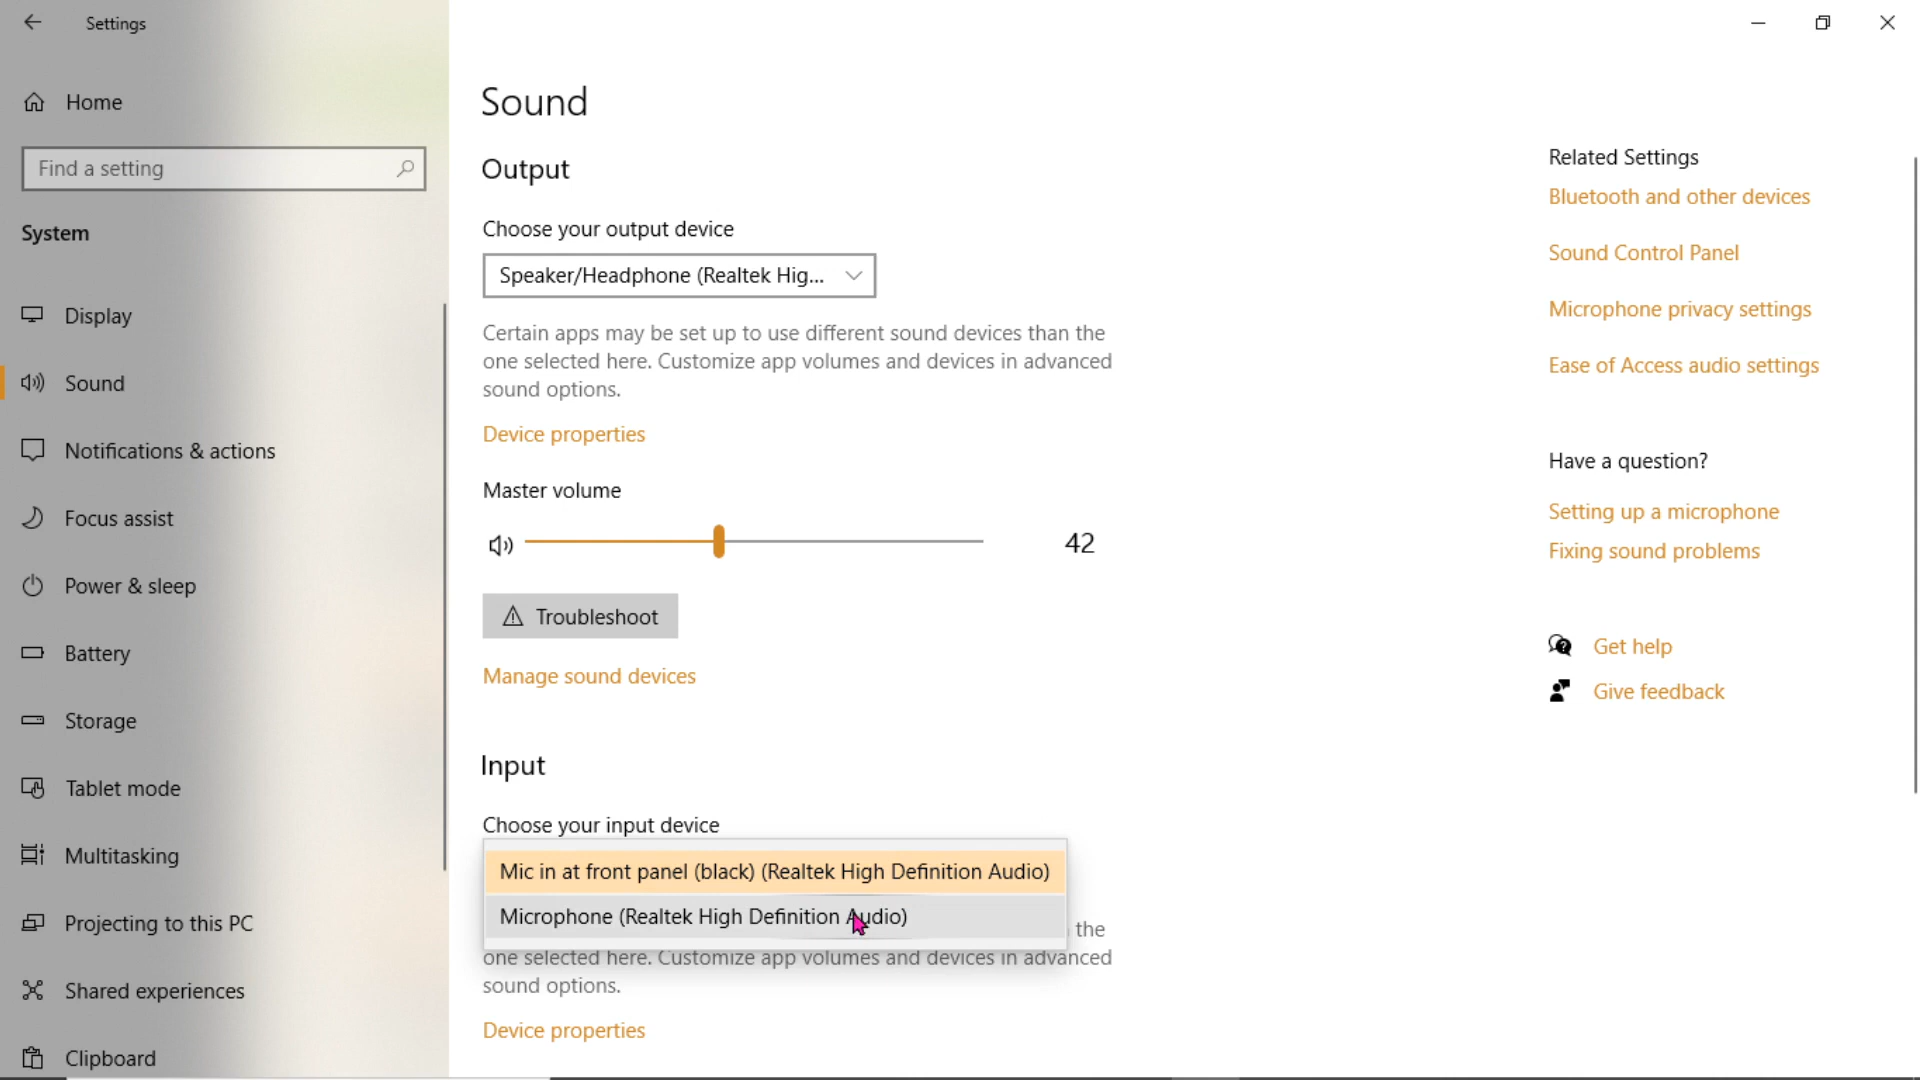 Settings
Home
Find a setting
System
Display
Sound
Notifications & actions
Focus assist
Power & sleep
Battery
Storage
Tablet mode
Multitasking
Projecting to this PC
Shared experiences
Clipboard
Sound
Output
Choose your output device
Speaker/Headphone (Realtek Hig...
Certain apps may be set up to use different sound devices than the
one selected here. Customize app volumes and devices in advanced
sound options.
Device properties
Master volume
42
Troubleshoot
Manage sound devices
Input
Choose your input device
Mic in at front panel (black) (Realtek High Definition Audio)
Microphone (Realtek High Definition Audio)
the
one selected here. Customize app volumes and devices in advanced
sound options.
Device properties
Related Settings
Bluetooth and other devices
Sound Control Panel
Microphone privacy settings
Ease of Access audio settings
Have a question?
Setting up a microphone
Fixing sound problems
Get help
Give feedback